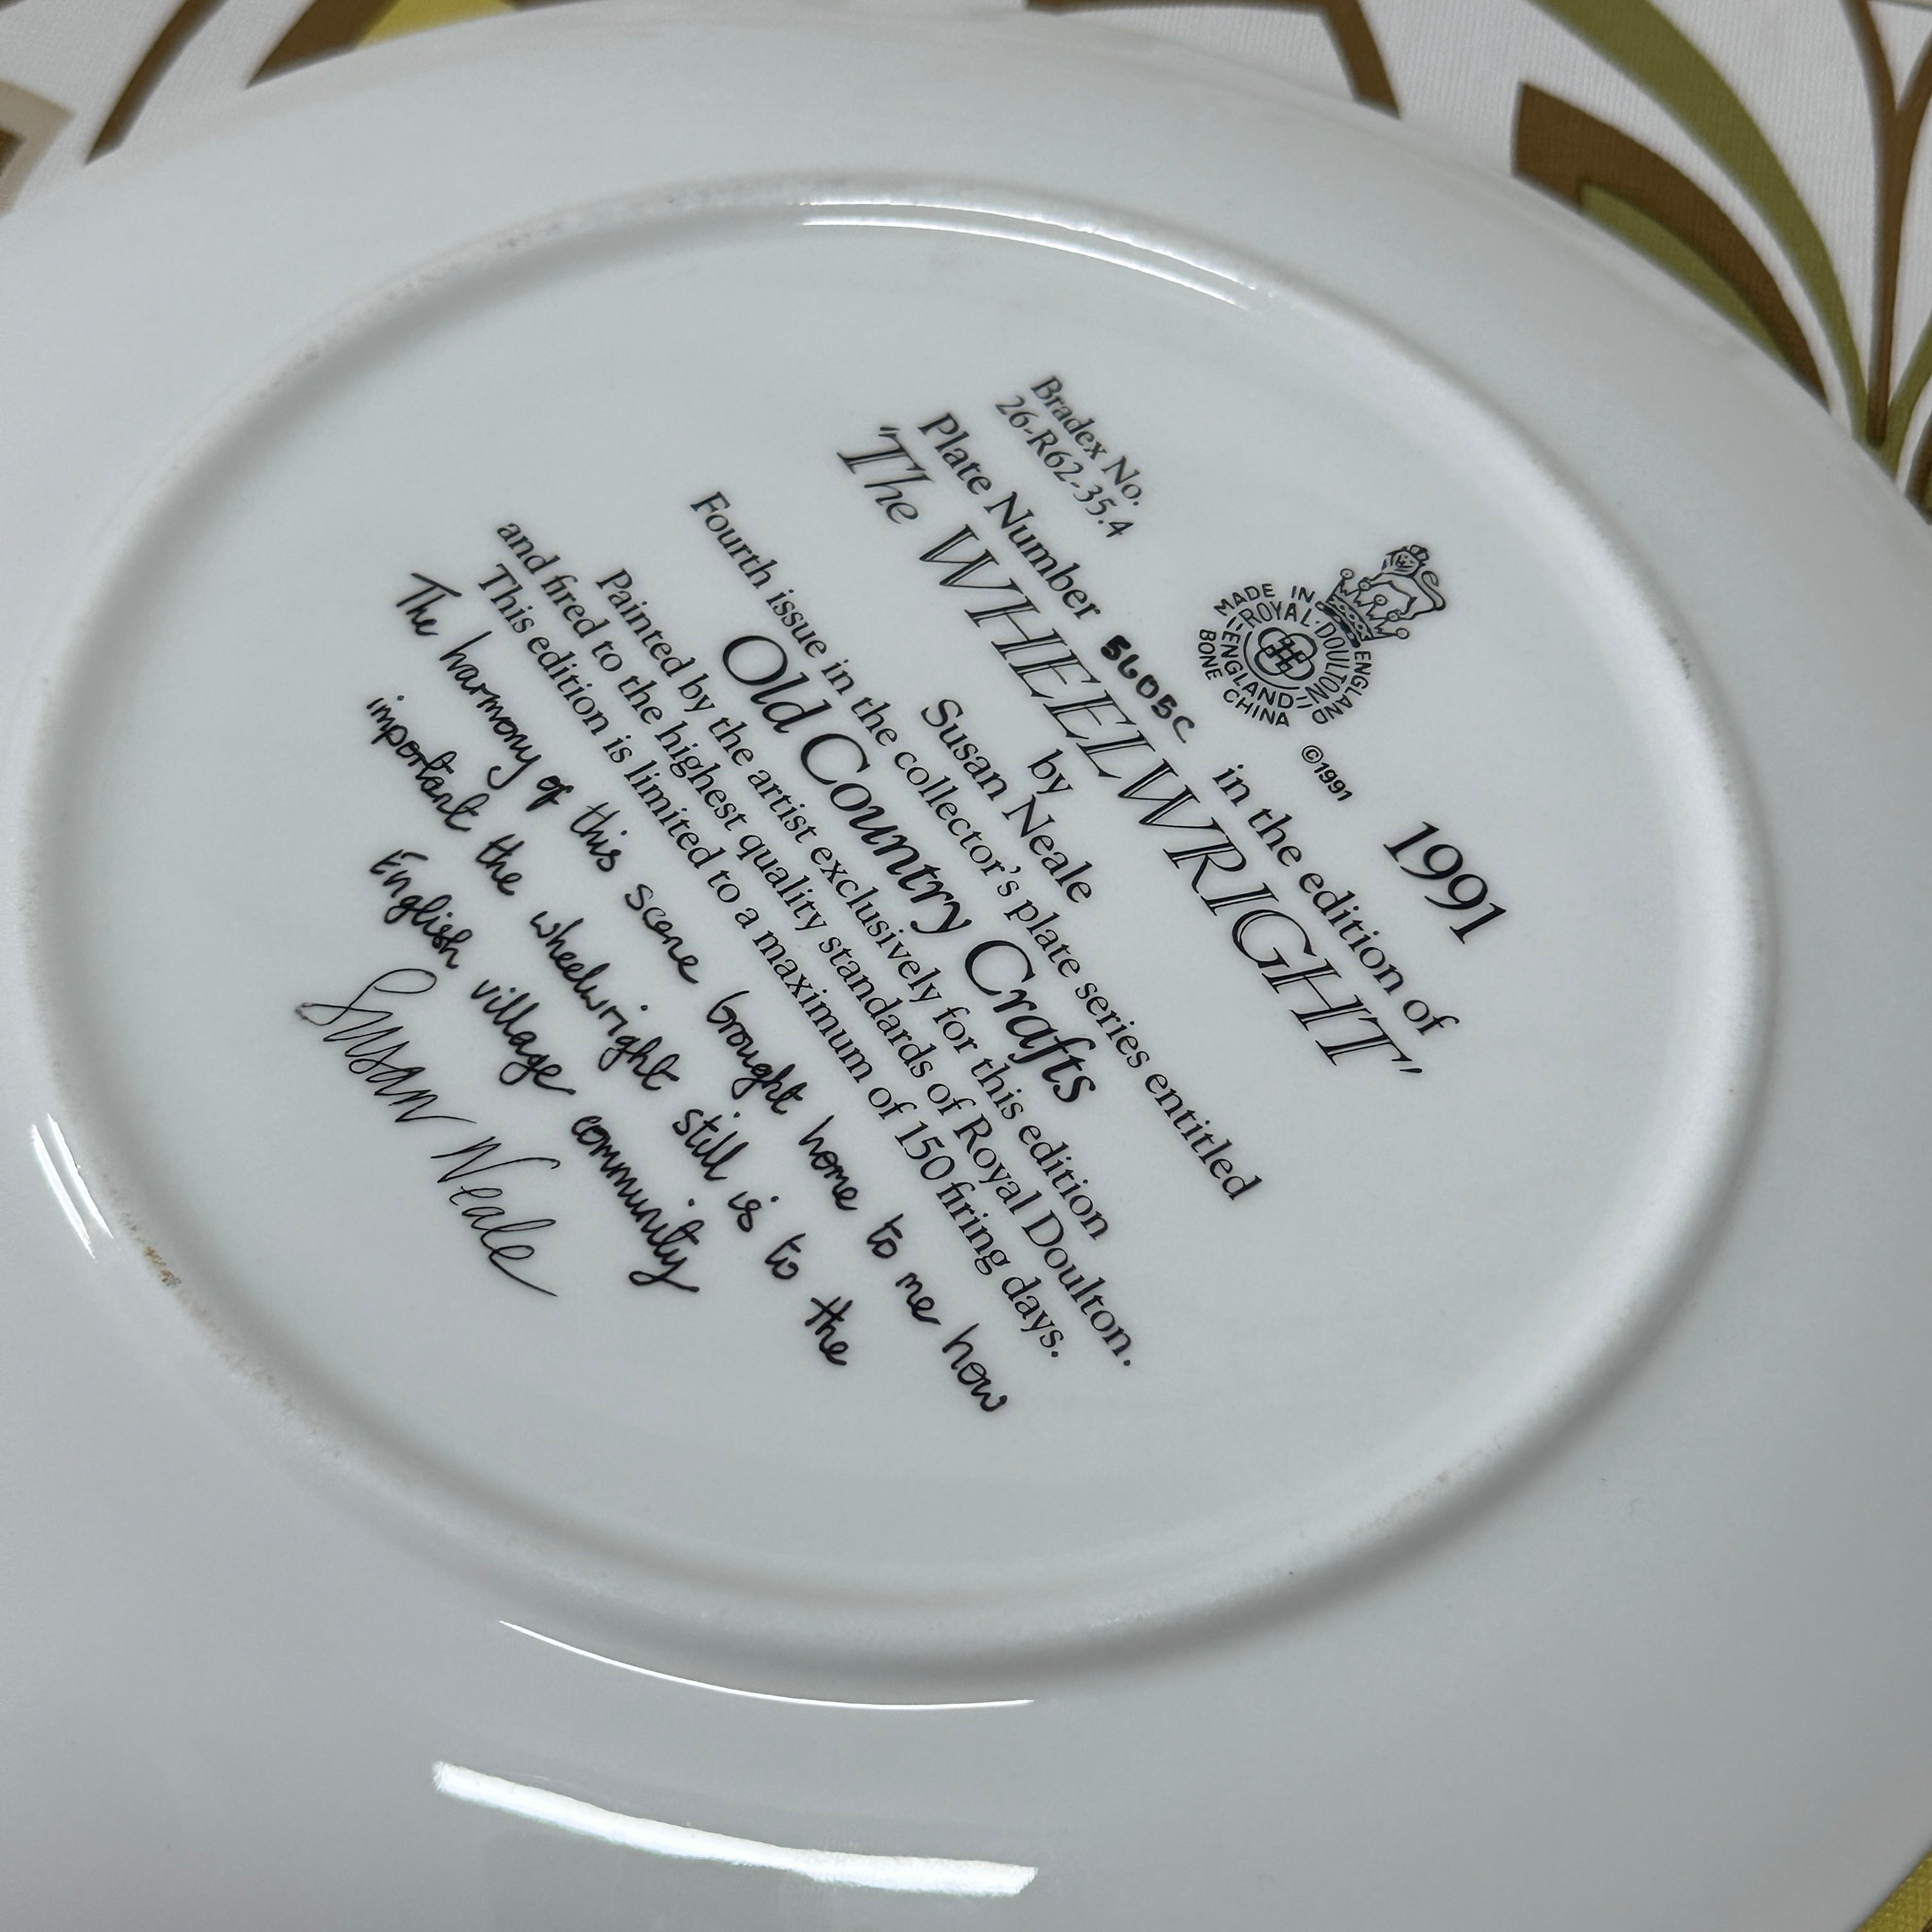 Bradex No.
26-R62-35.4
MADE IN ENGLAND
ROYAL·DOULTON
ENGLAND
BONE CHINA
©1991
1991
Plate Number 5605C in the edition of
'The WHEELWRIGHT'
by
Susan Neale
Fourth issue in the collector's plate series entitled
Old Country Crafts
Painted by the artist exclusively for this edition
and fired to the highest quality standards of Royal Doulton.
This edition is limited to a maximum of 150 firing days.
The harmony of this scene brought home to me how
important the wheelwright still is to the
English village community
Susan Neale